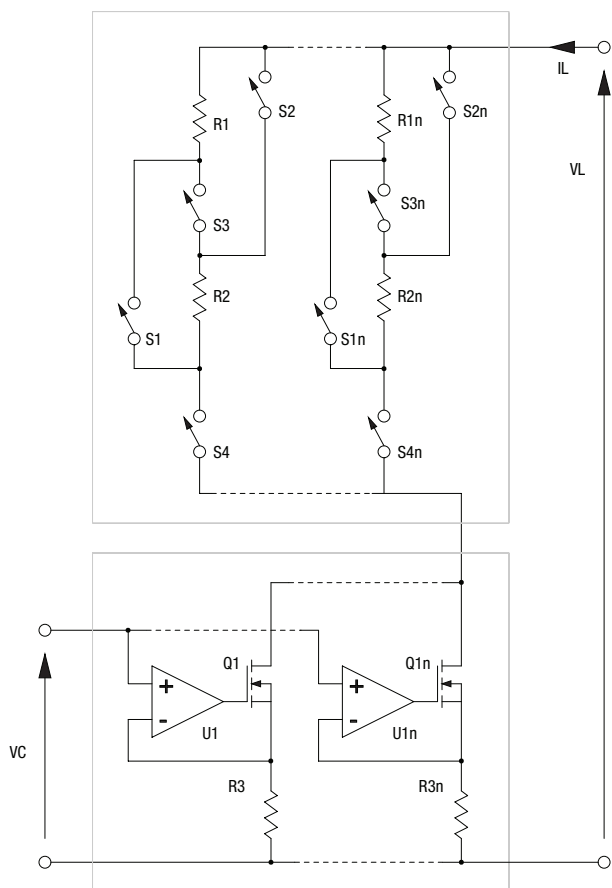 IL
S2
S2n
R1
R1n
VL
S3
S3n
R2
R2n
S1
S1n
S4
S4n
Q1
Q1n
+
+
-
-
U1
U1n
VC
R3
R3n